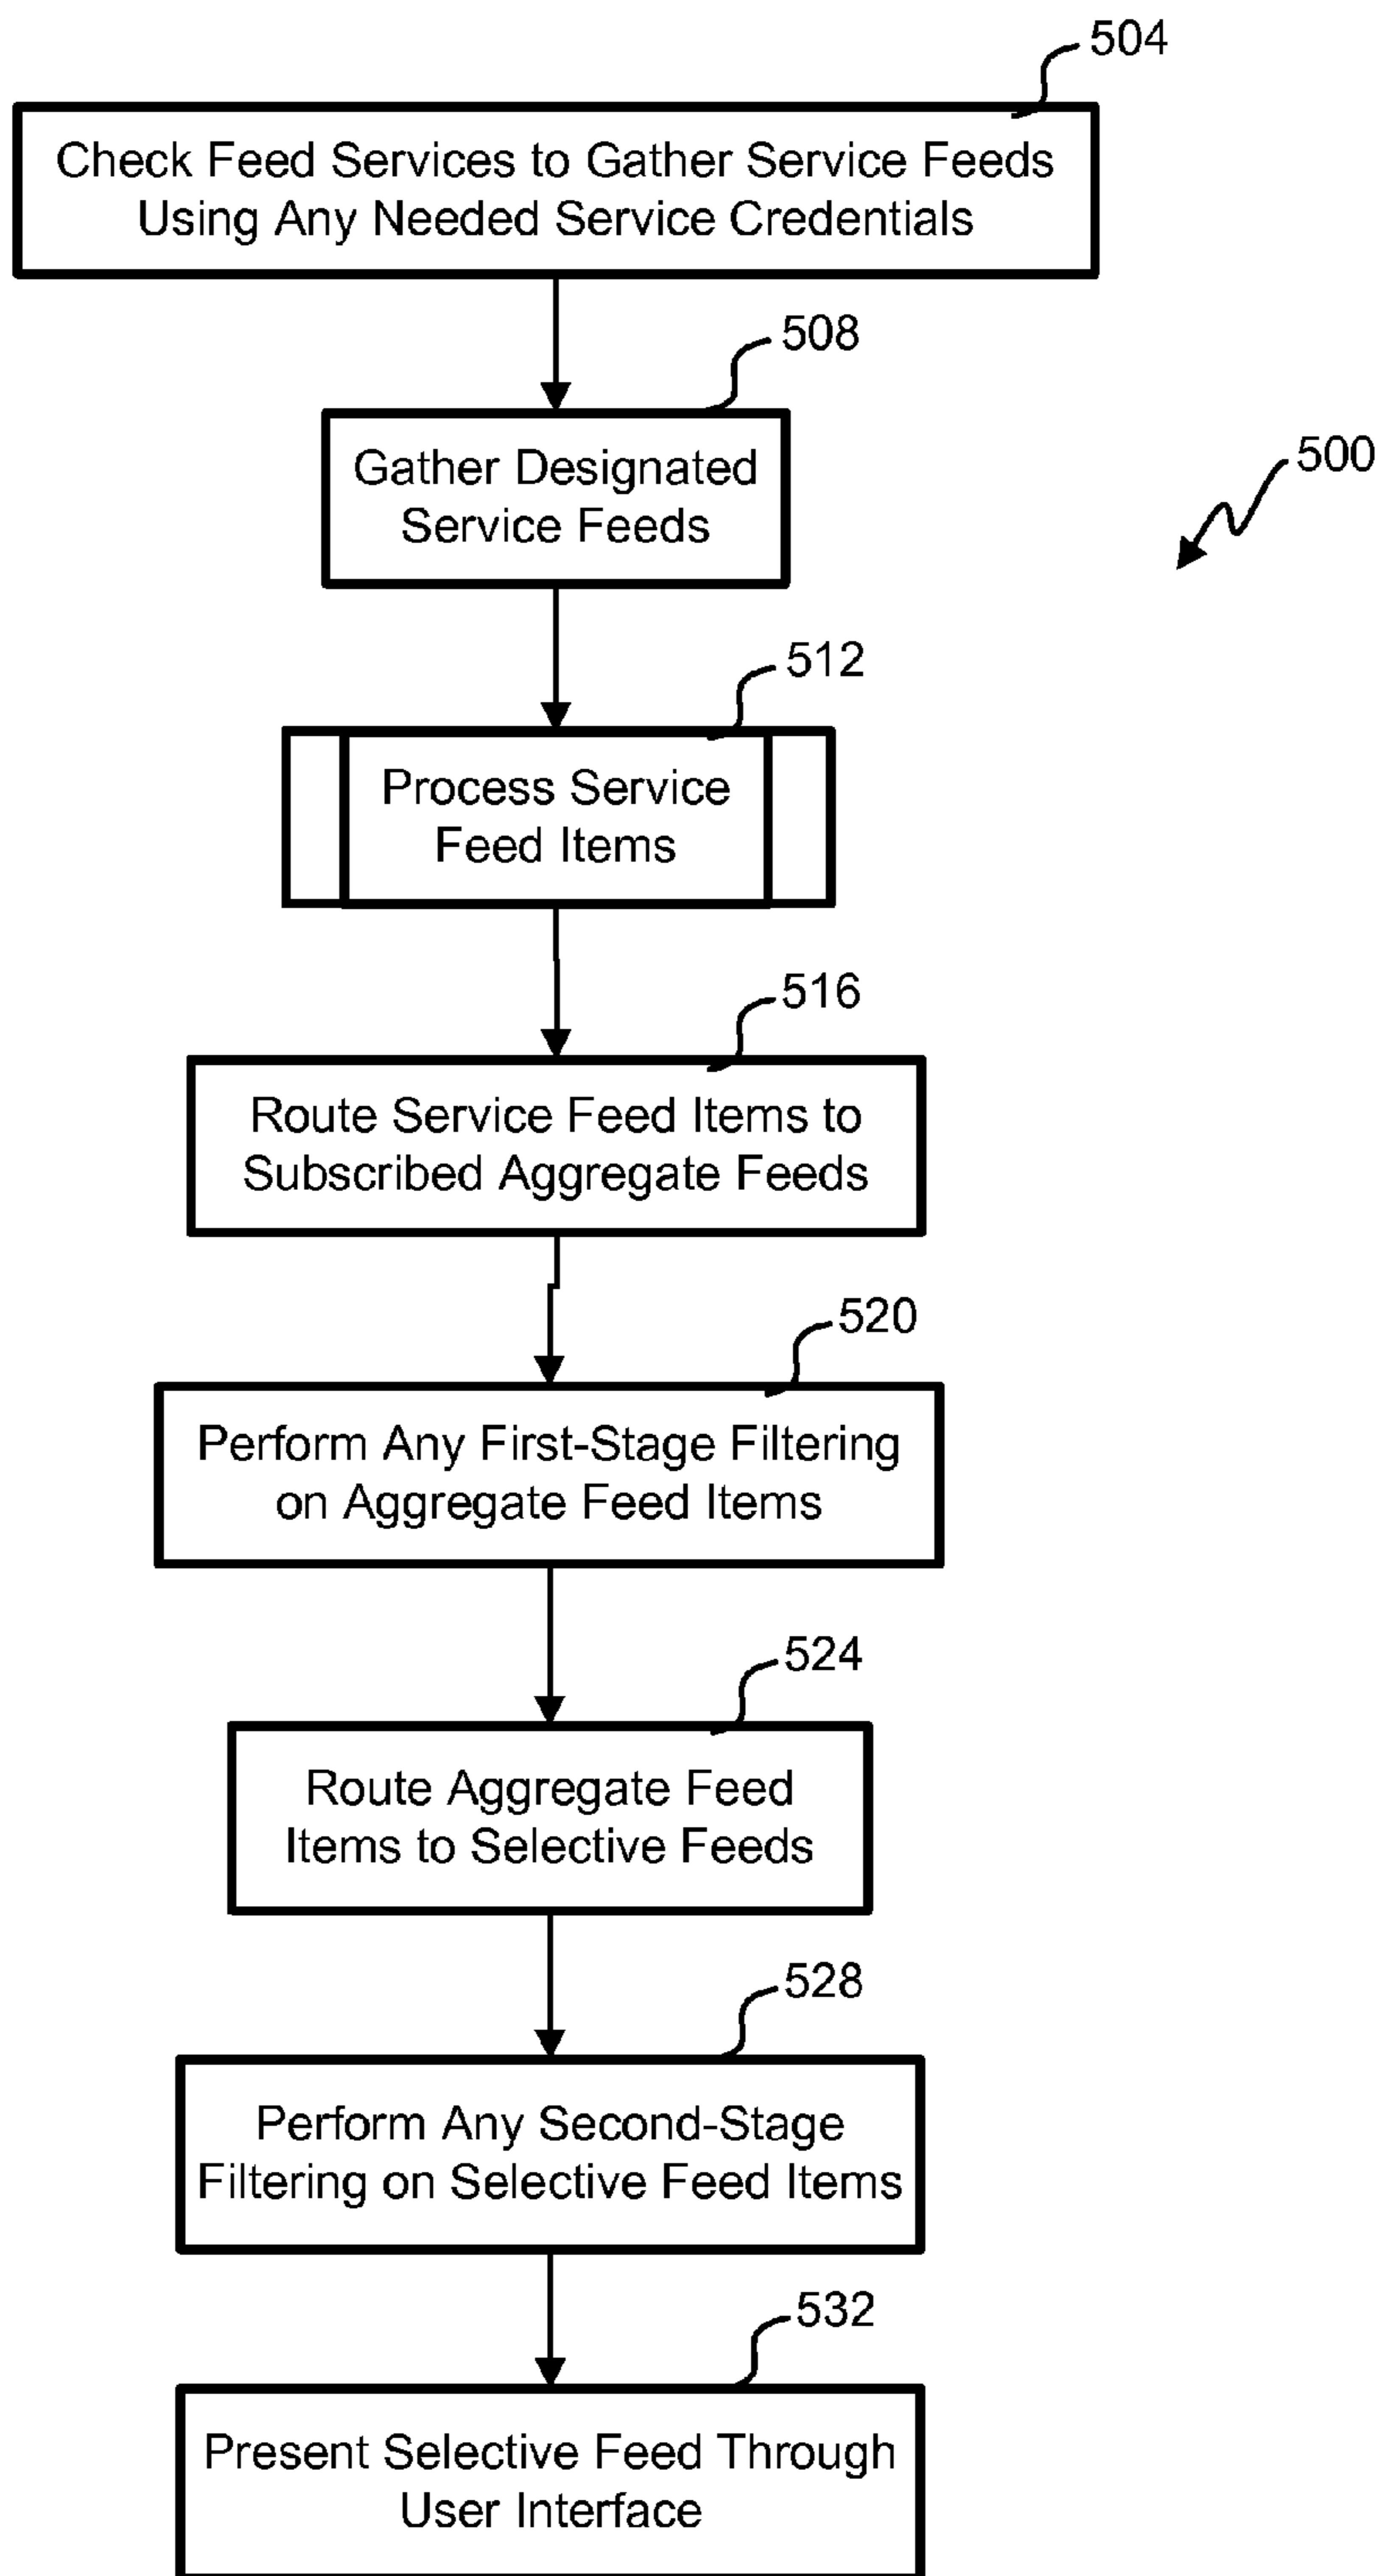 504
Check Feed Services to Gather Service Feeds
Using Any Needed Service Credentials
508
Gather Designated
Service Feeds
500
512
Process Service
Feed Items
516
Route Service Feed Items to
Subscribed Aggregate Feeds
520
Perform Any First-Stage Filtering
on Aggregate Feed Items
524
Route Aggregate Feed
Items to Selective Feeds
528
Perform Any Second-Stage
Filtering on Selective Feed Items
532
Present Selective Feed Through
User Interface